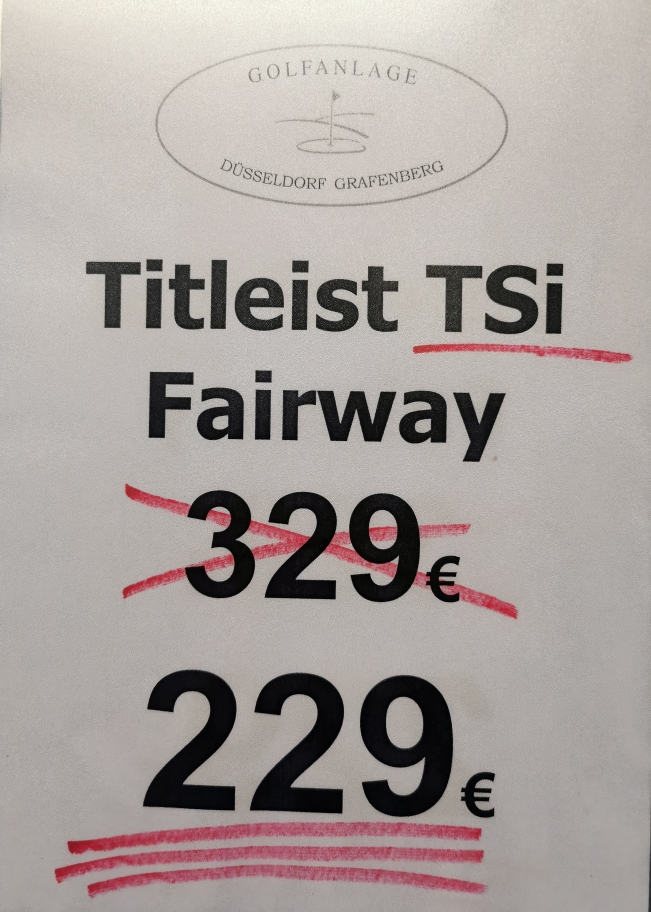 GOLFANLAGE
DÜSSELDORF GRAFENBERG
Titleist TSi
Fairway
329€
229€